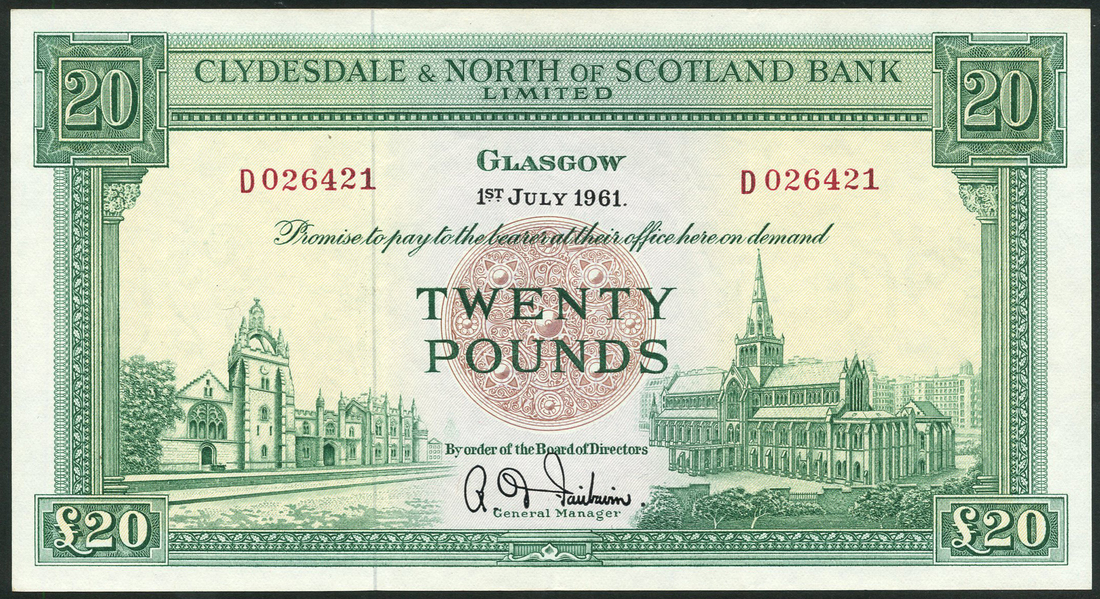 20 CLYDESDALE & NORTH OF SCOTLAND BANK 20
LIMITED
GLASGOW
D 026421 D 026421
1ST JULY 1961.
Promise to pay to the bearer at their office here on demand
TWENTY
POUNDS
By order of the Board of Directors
R. D. Fairbairn.
General Manager
£20 £20